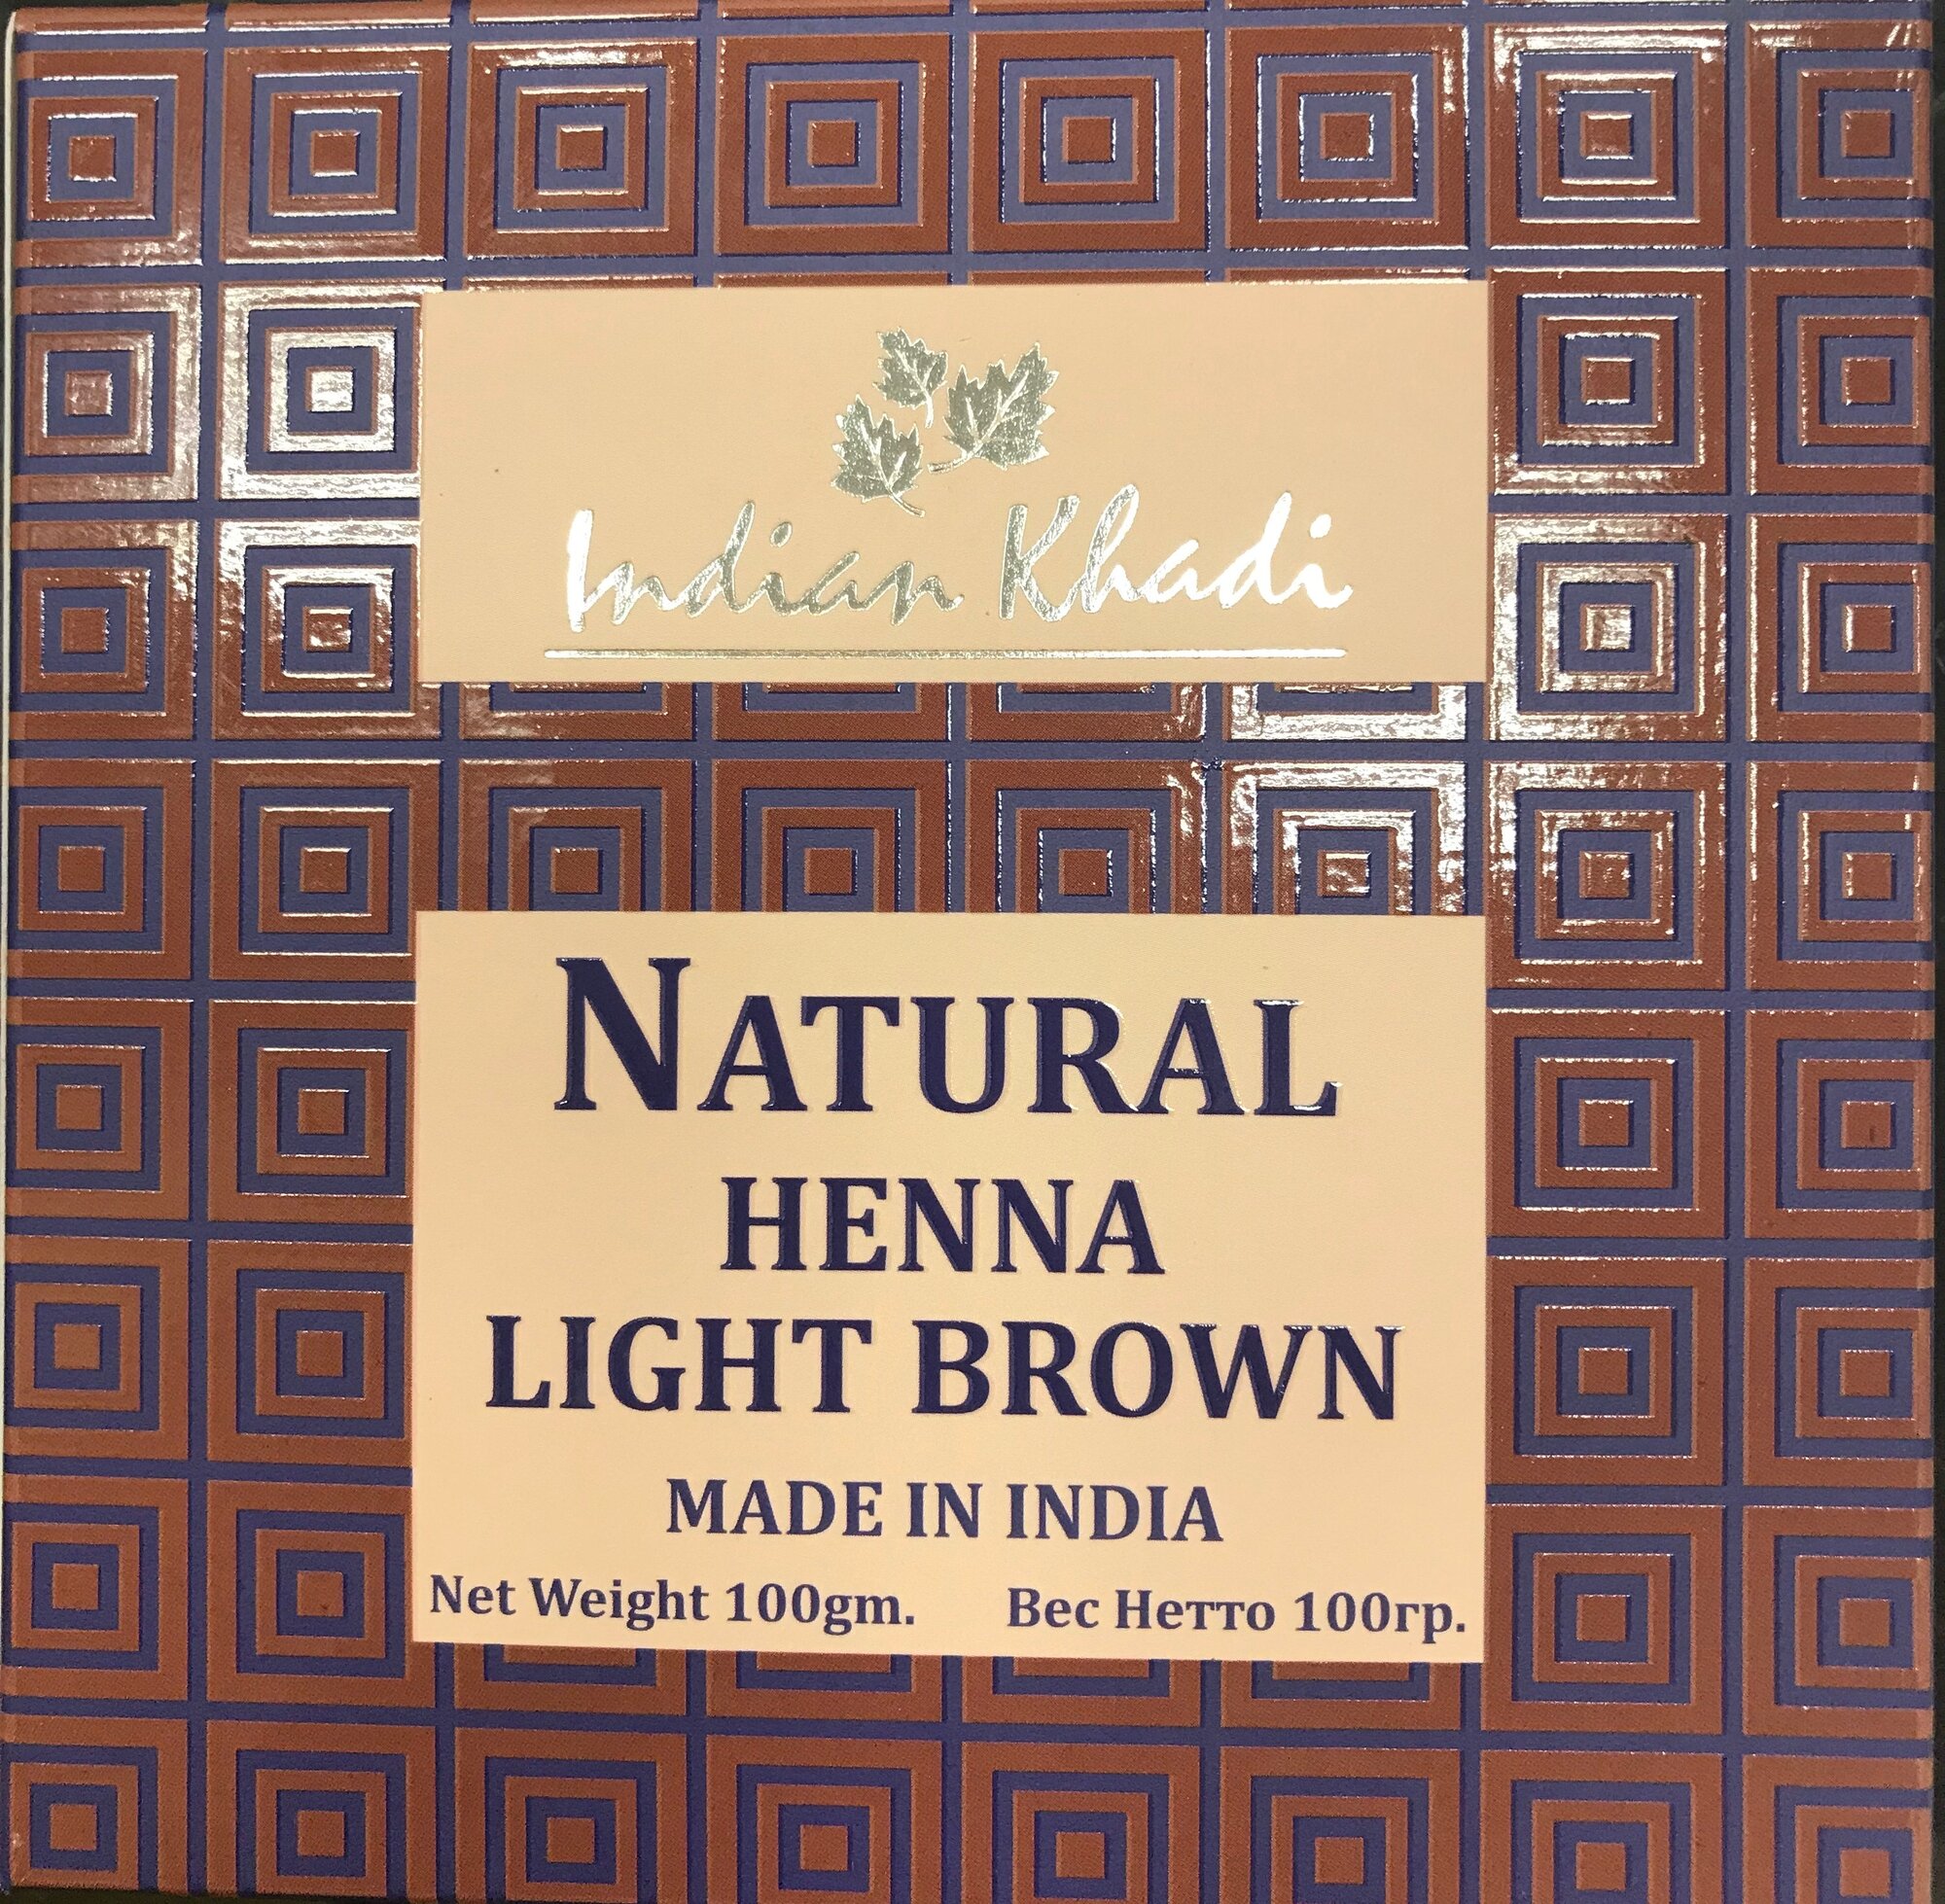 Indian Khadi
NATURAL
HENNA
LIGHT BROWN
MADE IN INDIA
Net Weight 100gm. Вес Нетто 100гр.